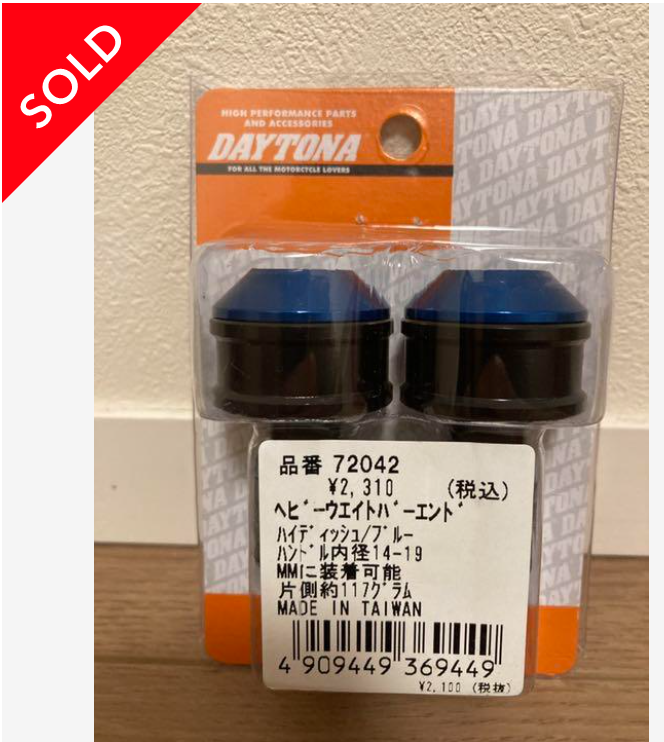 SOLD
HIGH PERFORMANCE PARTS
AND ACCESSORIES
DAYTONA
FOR ALL THE MOTORCYCLE LOVERS
品番 72042
¥2,310 (税込)
ヘビーウエイトバーエンド
ハイディッシュ/ブルー
ハンドル内径14-19
MMに装着可能
片側約117グラム
MADE IN TAIWAN
4 909449 369449
¥2,100 (税抜)